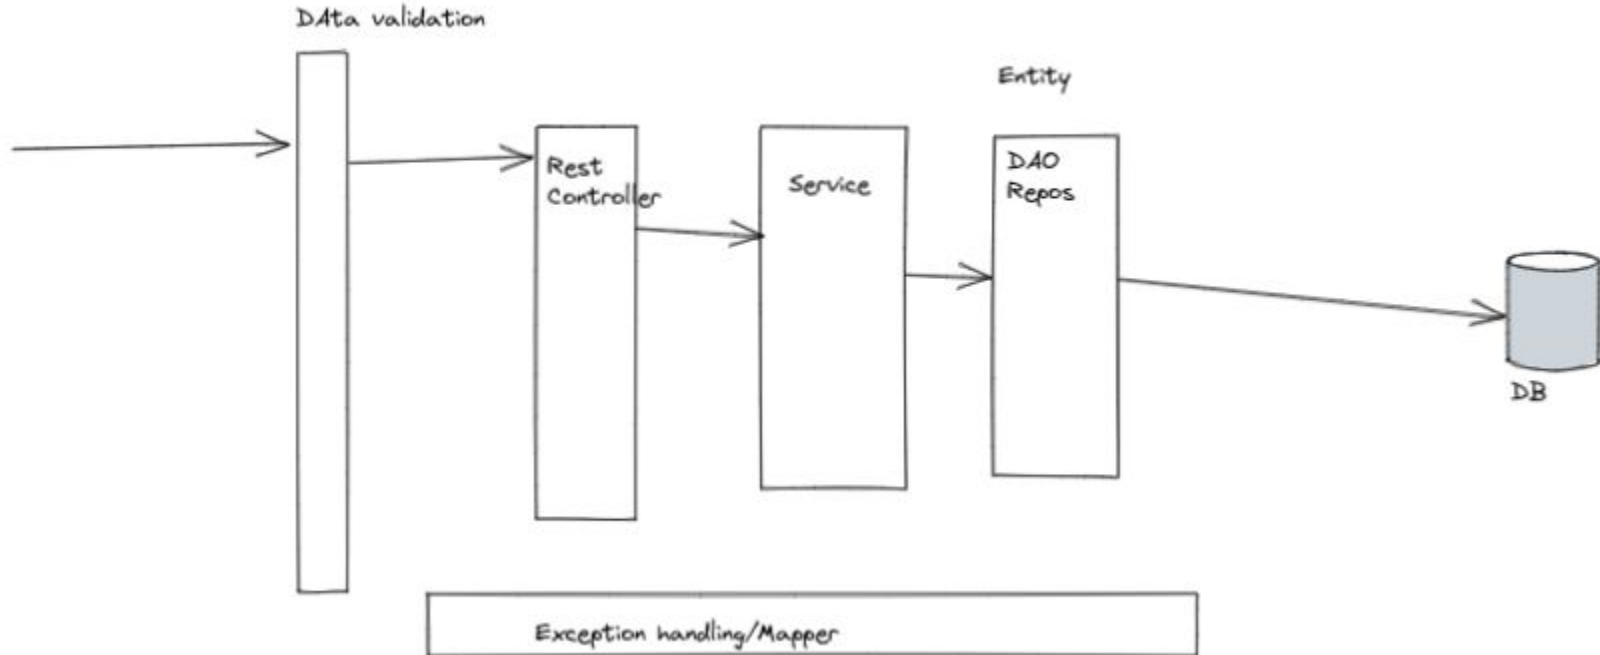 DAta validation
Entity
Rest
Controller
Service
DAO
Repos
DB
Exception handling/Mapper